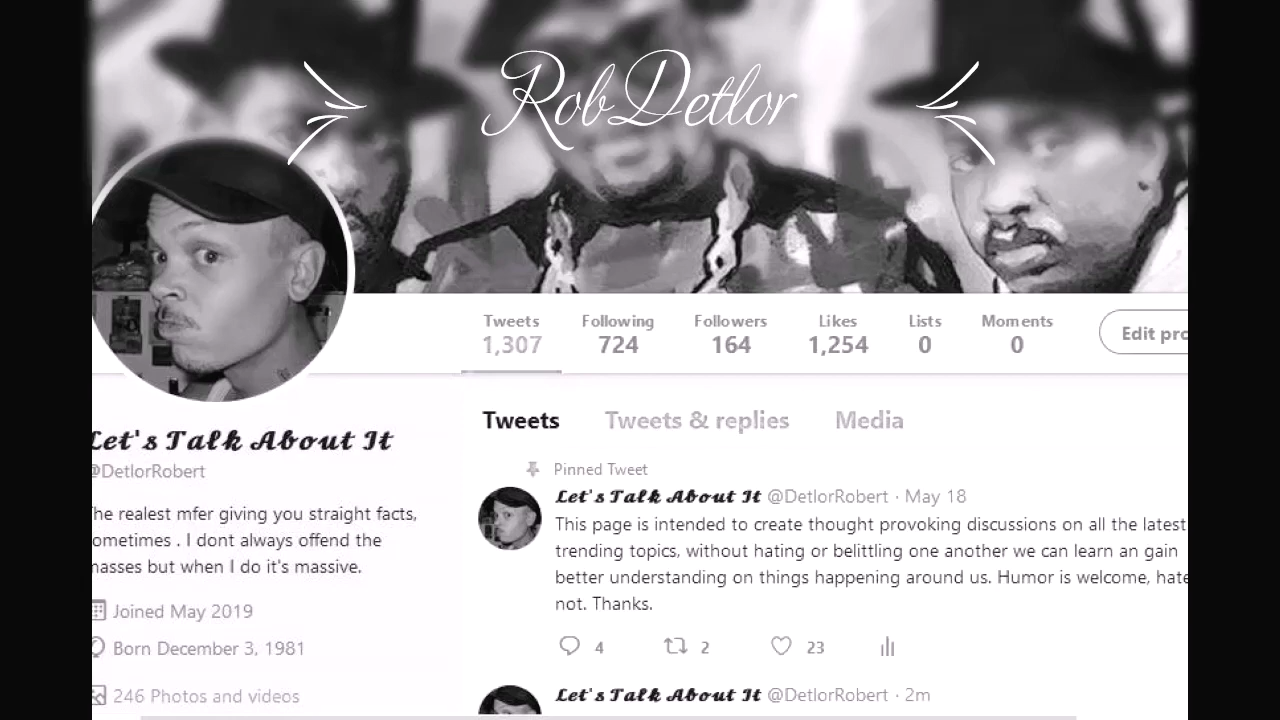 Rob Detlor
Tweets Following Followers Likes Lists Moments
1,307 724 164 1,254 0 0 Edit pro
Tweets Tweets & replies Media
Let's Talk About It
@DetlorRobert
The realest mfer giving you straight facts,
ometimes . I dont always offend the
masses but when I do it's massive.
Joined May 2019
Born December 3, 1981
246 Photos and videos
Pinned Tweet
Let's Talk About It @DetlorRobert · May 18
This page is intended to create thought provoking discussions on all the latest
trending topics, without hating or belittling one another we can learn an gain
better understanding on things happening around us. Humor is welcome, hate
not. Thanks.
4 2 23
Let's Talk About It @DetlorRobert · 2m